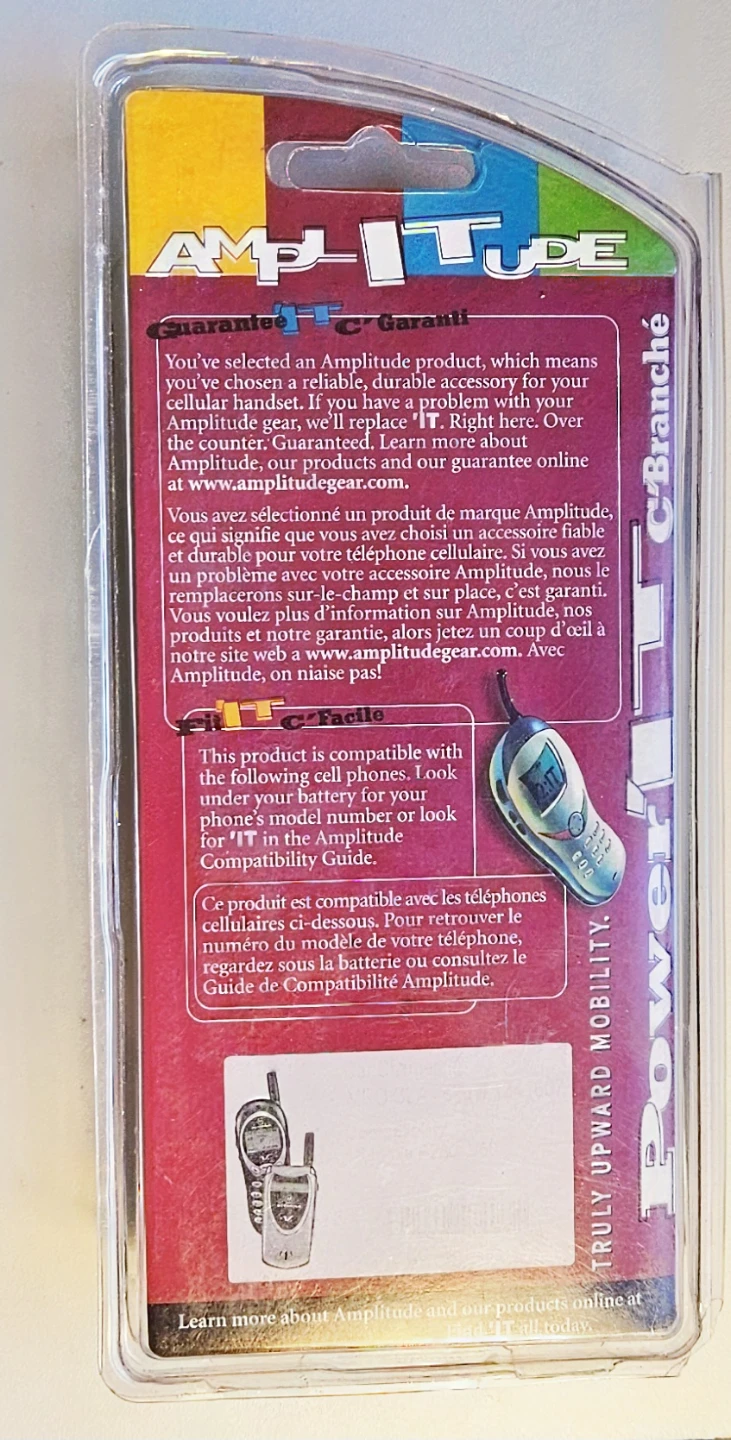 AMPL'ITUDE
Guarantee'IT C'Garanti
You've selected an Amplitude product, which means
you've chosen a reliable, durable accessory for your
cellular handset. If you have a problem with your
Amplitude gear, we'll replace 'IT. Right here. Over
the counter. Guaranteed. Learn more about
Amplitude, our products and our guarantee online
at www.amplitudegear.com.
Vous avez sélectionné un produit de marque Amplitude,
ce qui signifie que vous avez choisi un accessoire fiable
et durable pour votre téléphone cellulaire. Si vous avez
un problème avec votre accessoire Amplitude, nous le
remplacerons sur-le-champ et sur place, c'est garanti.
Vous voulez plus d'information sur Amplitude, nos
produits et notre garantie, alors jetez un coup d'œil à
notre site web a www.amplitudegear.com. Avec
Amplitude, on niaise pas!
Fit'IT C'Facile
This product is compatible with
the following cell phones. Look
under your battery for your
phone's model number or look
for 'IT in the Amplitude
Compatibility Guide.
Ce produit est compatible avec les téléphones
cellulaires ci-dessous. Pour retrouver le
numéro du modèle de votre téléphone,
regardez sous la batterie ou consultez le
Guide de Compatibilité Amplitude.
TRULY UPWARD MOBILITY.
Power'IT C'Branché
Learn more about Amplitude and our products online at
Find 'IT all today.